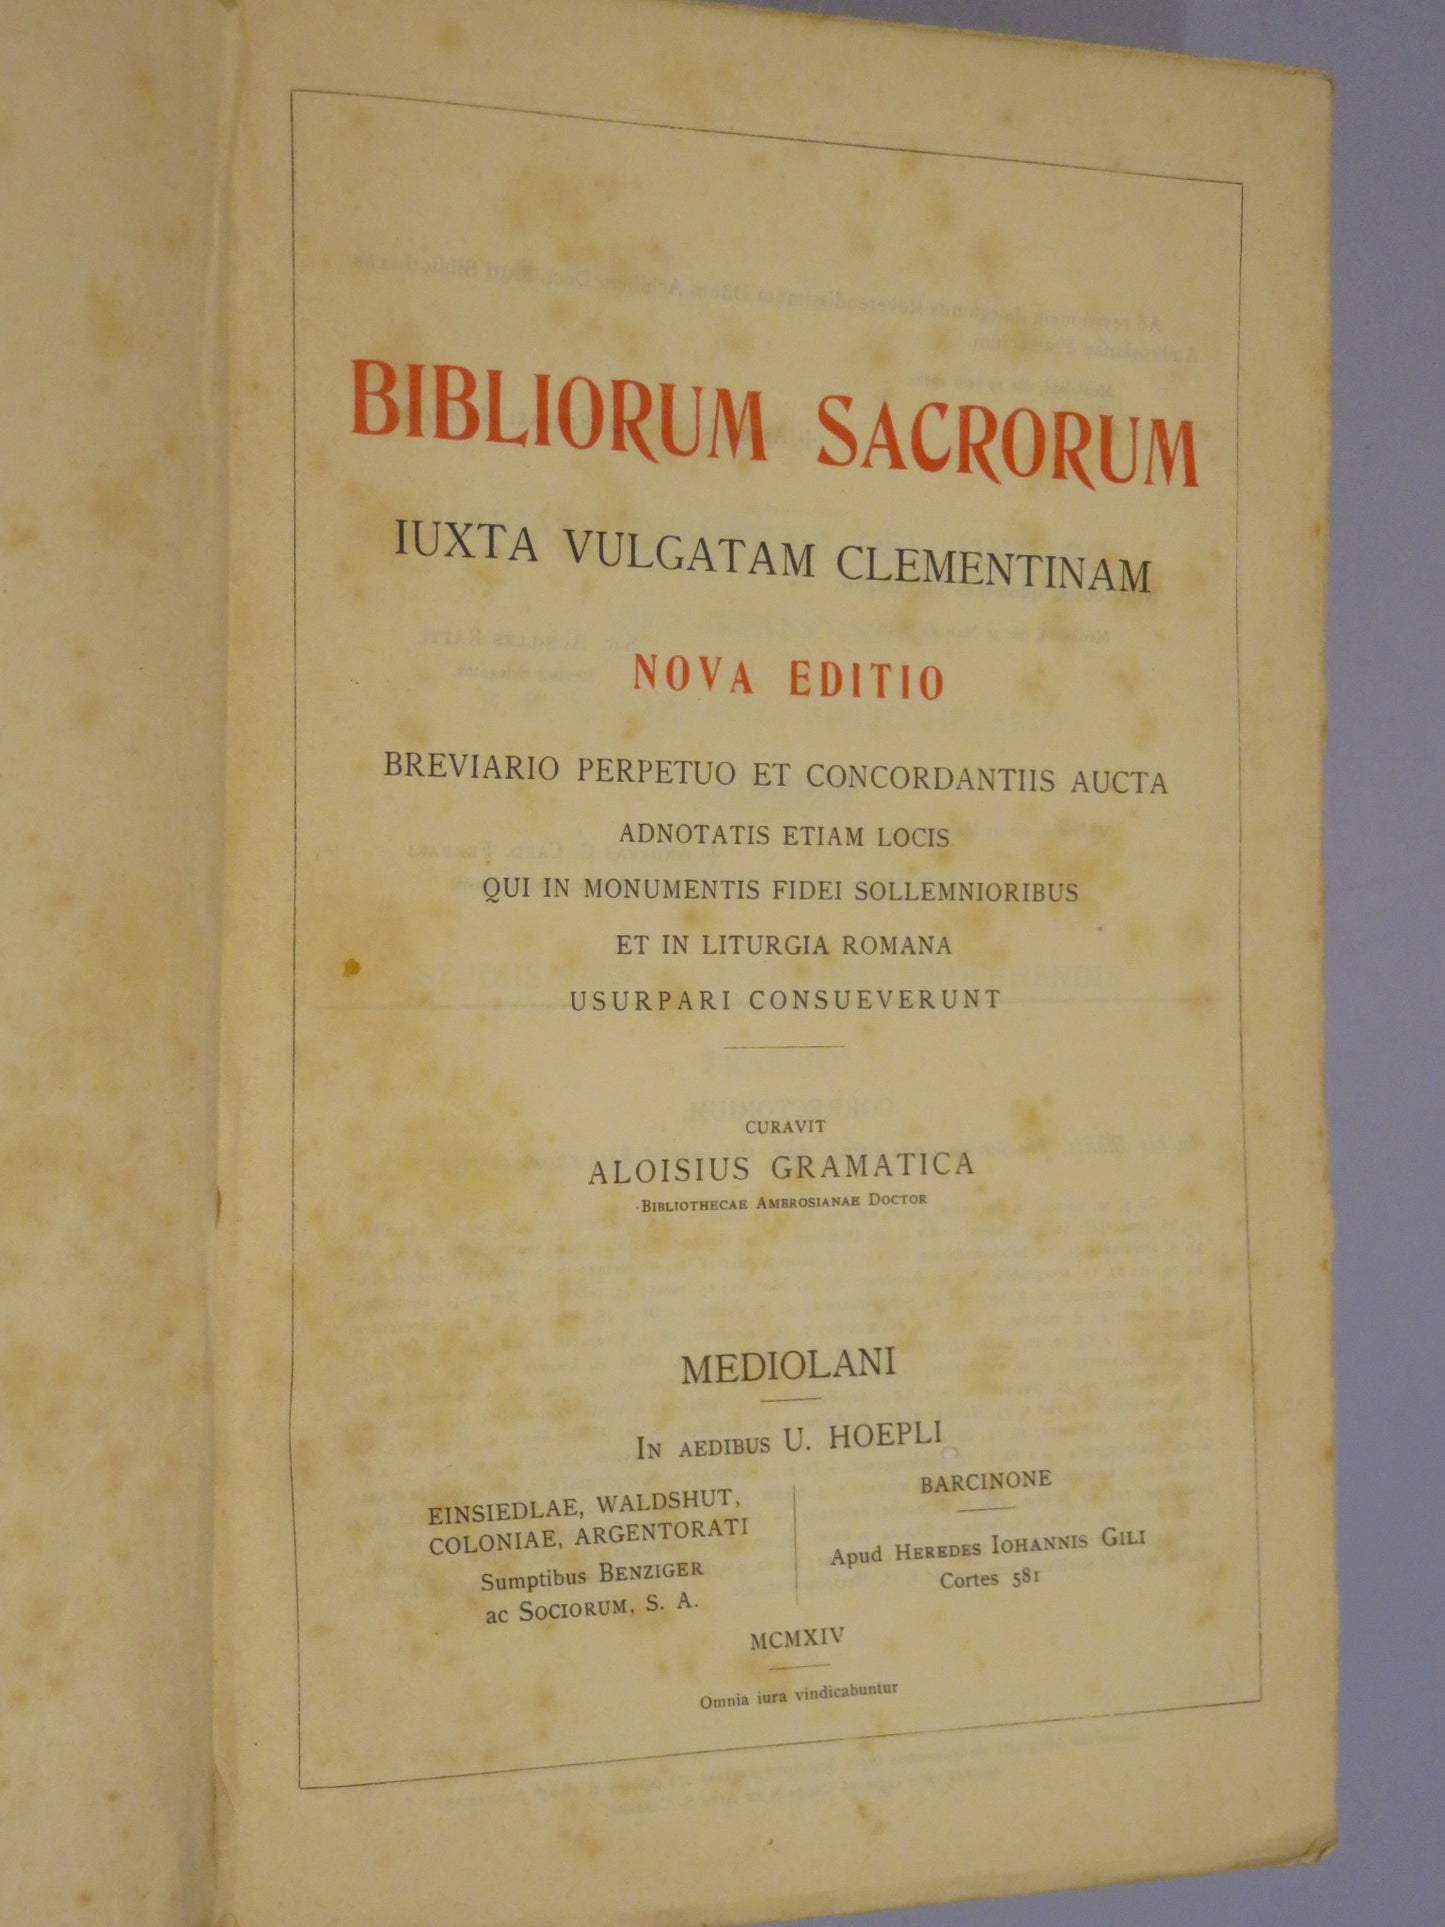 BIBLIORUM SACRORUM
IUXTA VULGATAM CLEMENTINAM
NOVA EDITIO
BREVIARIO PERPETUO ET CONCORDANTIIS AUCTA
ADNOTATIS ETIAM LOCIS
QUI IN MONUMENTIS FIDEI SOLLEMNIORIBUS
ET IN LITURGIA ROMANA
USURPARI CONSUEVERUNT
CURAVIT
ALOISIUS GRAMATICA
BIBLIOTHECAE AMBROSIANAE DOCTOR
MEDIOLANI
IN AEDIBUS U. HOEPLI
EINSIEDLAE, WALDSHUT,
COLONIAE, ARGENTORATI
Sumptibus BENZIGER
ac SOCIORUM, S. A.
BARCINONE
Apud HEREDES IOHANNIS GILI
Cortes 581
MCMXIV
Omnia iura vindicabuntur